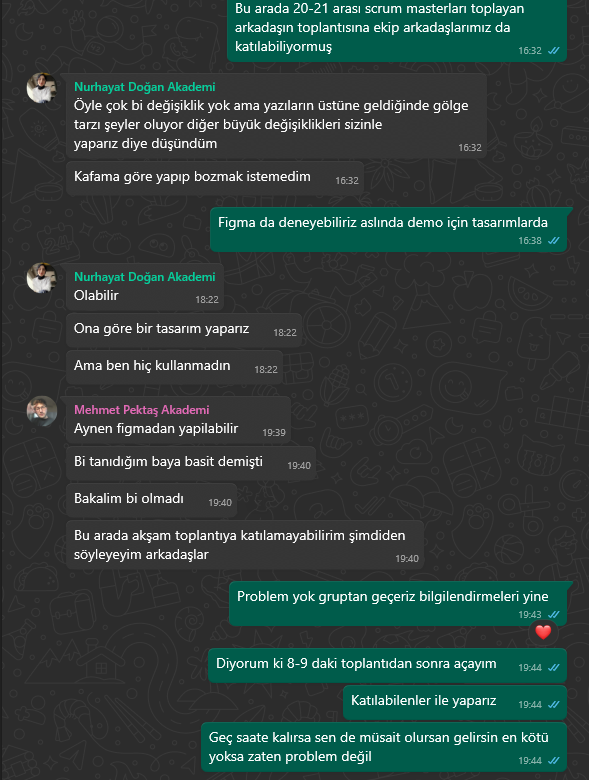 Bu arada 20-21 arası scrum masterları toplayan
arkadaşın toplantısına ekip arkadaşlarımız da
katılabiliyormuş
16:32
Nurhayat Doğan Akademi
Öyle çok bi değişiklik yok ama yazıların üstüne geldiğinde gölge
tarzı şeyler oluyor diğer büyük değişiklikleri sizinle
yaparız diye düşündüm
16:32
Kafama göre yapıp bozmak istemedim
16:32
Figma da deneyebiliriz aslında demo için tasarımlarda
16:38
Nurhayat Doğan Akademi
Olabilir
18:22
Ona göre bir tasarım yaparız
18:22
Ama ben hiç kullanmadın
18:22
Mehmet Pektaş Akademi
Aynen figmadan yapilabilir
19:39
Bi tanıdığım baya basit demişti
19:40
Bakalim bi olmadı
19:40
Bu arada akşam toplantıya katılamayabilirim şimdiden
söyleyeyim arkadaşlar
19:40
Problem yok gruptan geçeriz bilgilendirmeleri yine
19:43
Diyorum ki 8-9 daki toplantıdan sonra açayım
19:44
Katılabilenler ile yaparız
19:44
Geç saate kalırsa sen de müsait olursan gelirsin en kötü
yoksa zaten problem değil
19:44